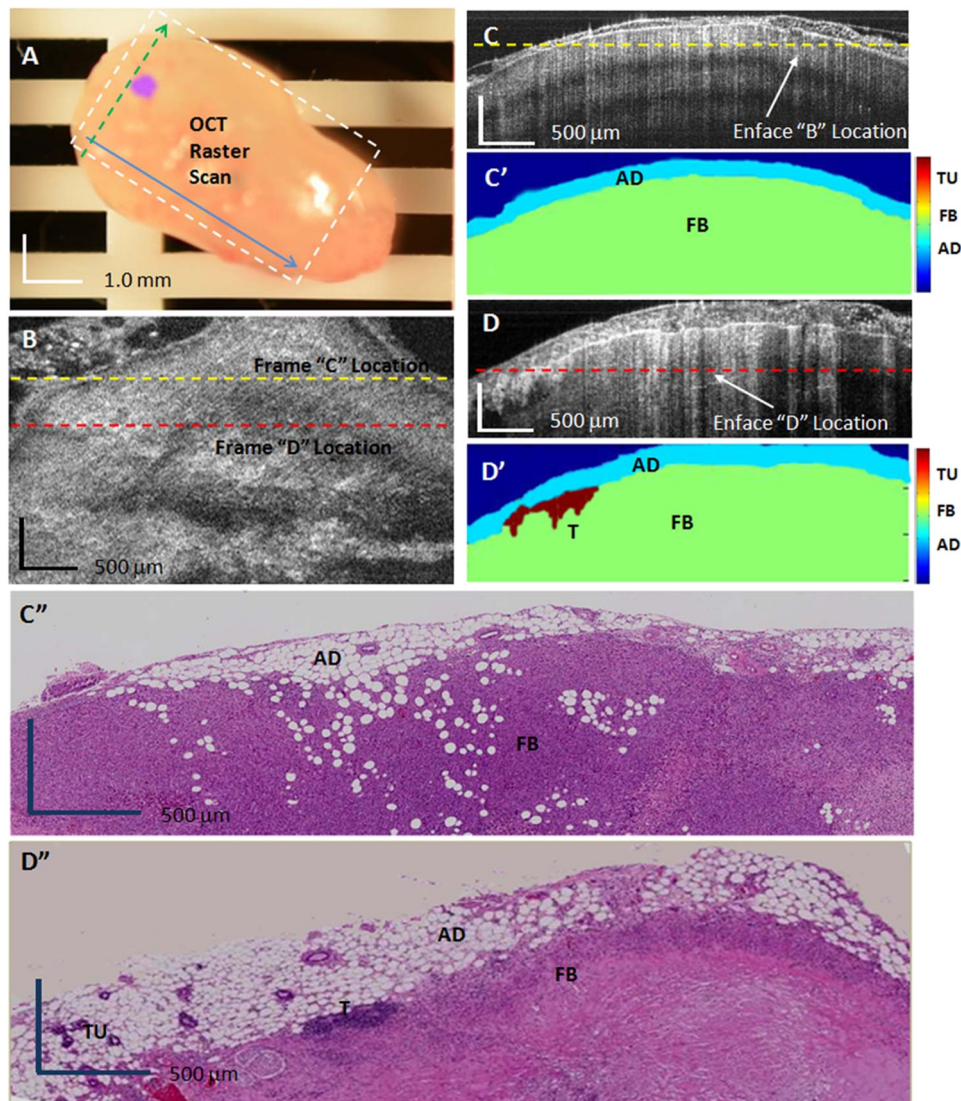 A
OCT
Raster
Scan
1.0 mm
B
Frame “C” Location
Frame “D” Location
500 µm
C
500 µm
Enface “B” Location
C’
AD
FB
TU
FB
AD
D
500 µm
Enface “D” Location
D’
AD
T
FB
TU
FB
AD
C”
AD
FB
500 µm
D”
AD
FB
T
TU
500 µm